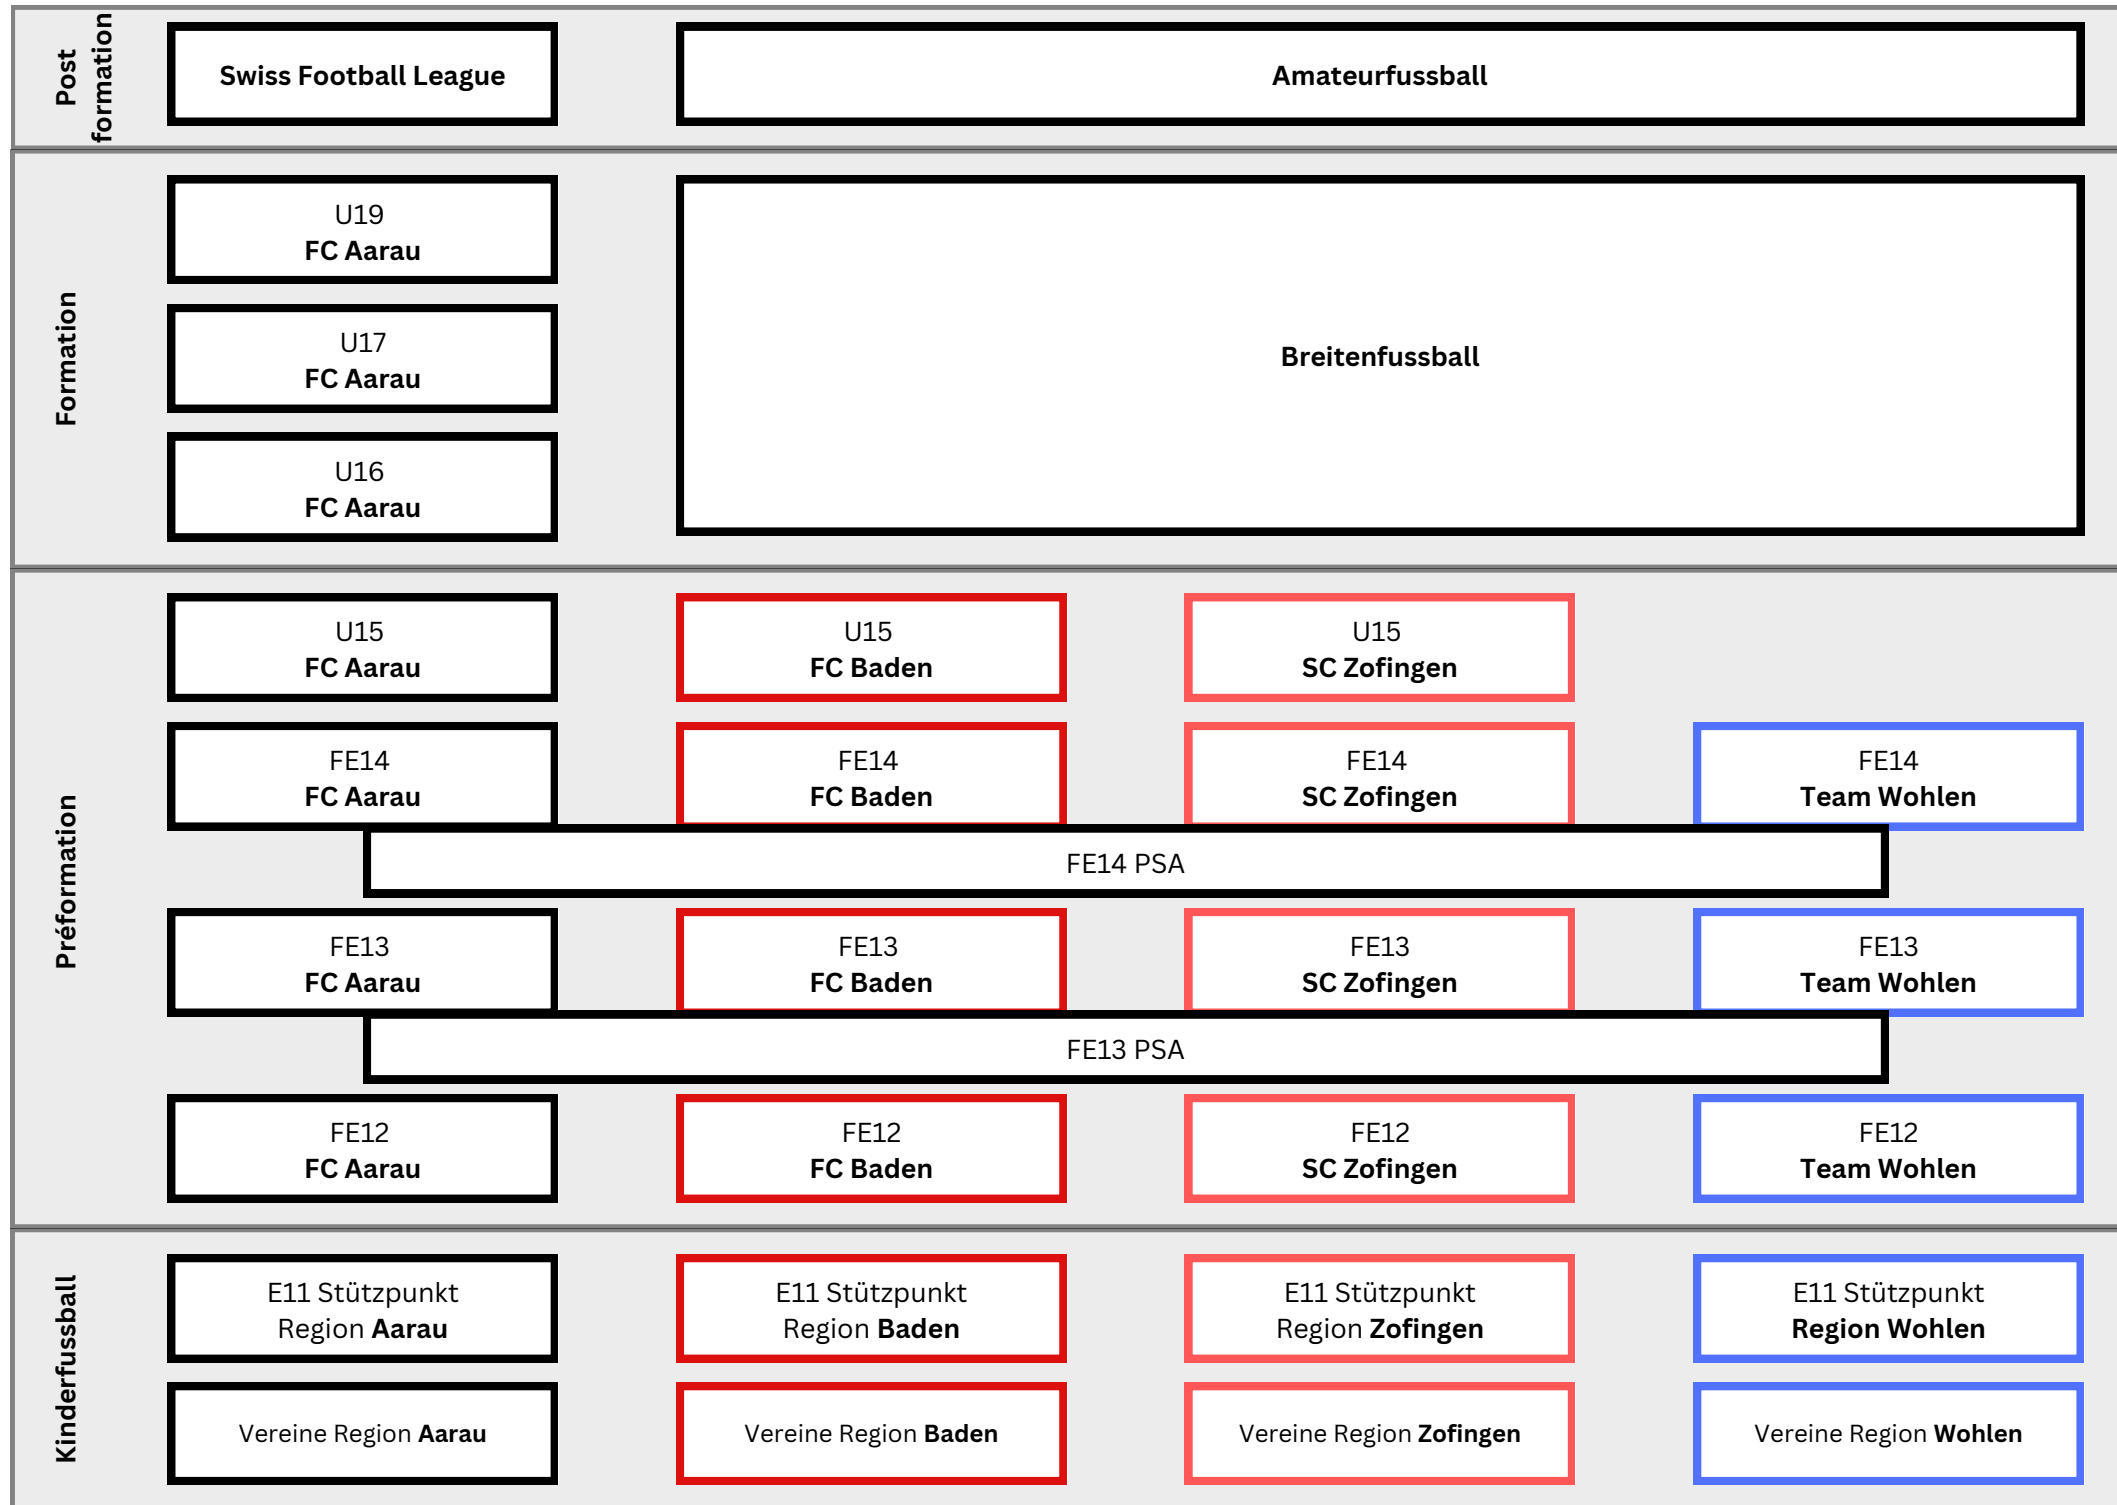 Post
formation
Swiss Football League
Amateurfussball
Formation
U19
FC Aarau
U17
FC Aarau
U16
FC Aarau
Breitenfussball
Préformation
U15
FC Aarau
U15
FC Baden
U15
SC Zofingen
FE14
FC Aarau
FE14
FC Baden
FE14
SC Zofingen
FE14
Team Wohlen
FE14 PSA
FE13
FC Aarau
FE13
FC Baden
FE13
SC Zofingen
FE13
Team Wohlen
FE13 PSA
FE12
FC Aarau
FE12
FC Baden
FE12
SC Zofingen
FE12
Team Wohlen
Kinderfussball
E11 Stützpunkt
Region Aarau
E11 Stützpunkt
Region Baden
E11 Stützpunkt
Region Zofingen
E11 Stützpunkt
Region Wohlen
Vereine Region Aarau
Vereine Region Baden
Vereine Region Zofingen
Vereine Region Wohlen